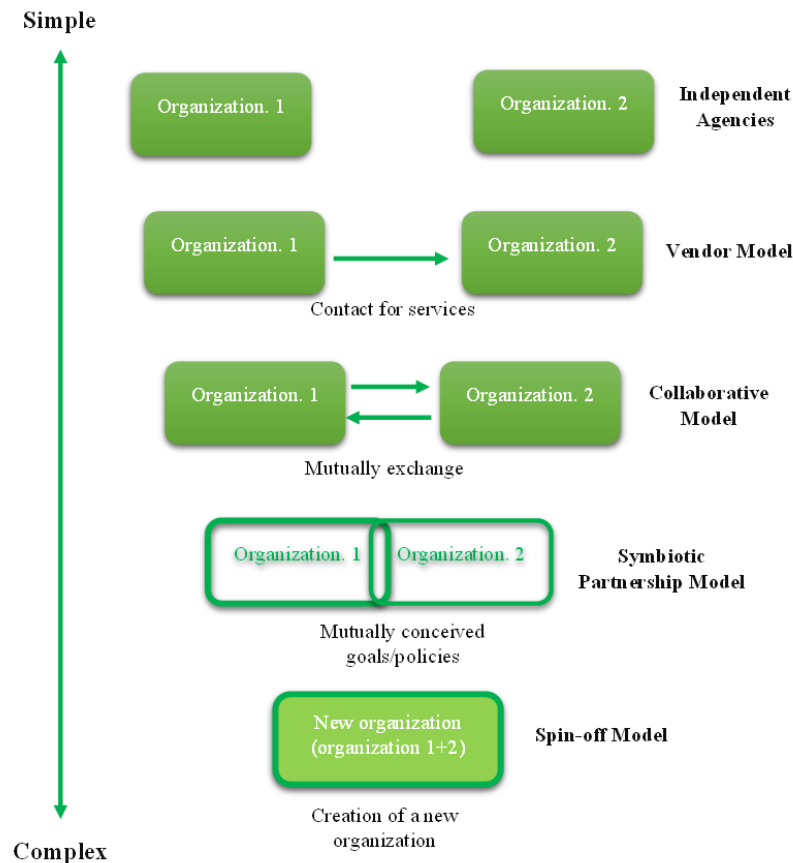 Simple
Organization. 1
Organization. 2
Independent
Agencies
Organization. 1
Organization. 2
Vendor Model
Contact for services
Organization. 1
Organization. 2
Collaborative
Model
Mutually exchange
Organization. 1
Organization. 2
Symbiotic
Partnership Model
Mutually conceived
goals/policies
New organization
(organization 1+2)
Spin-off Model
Creation of a new
organization
Complex